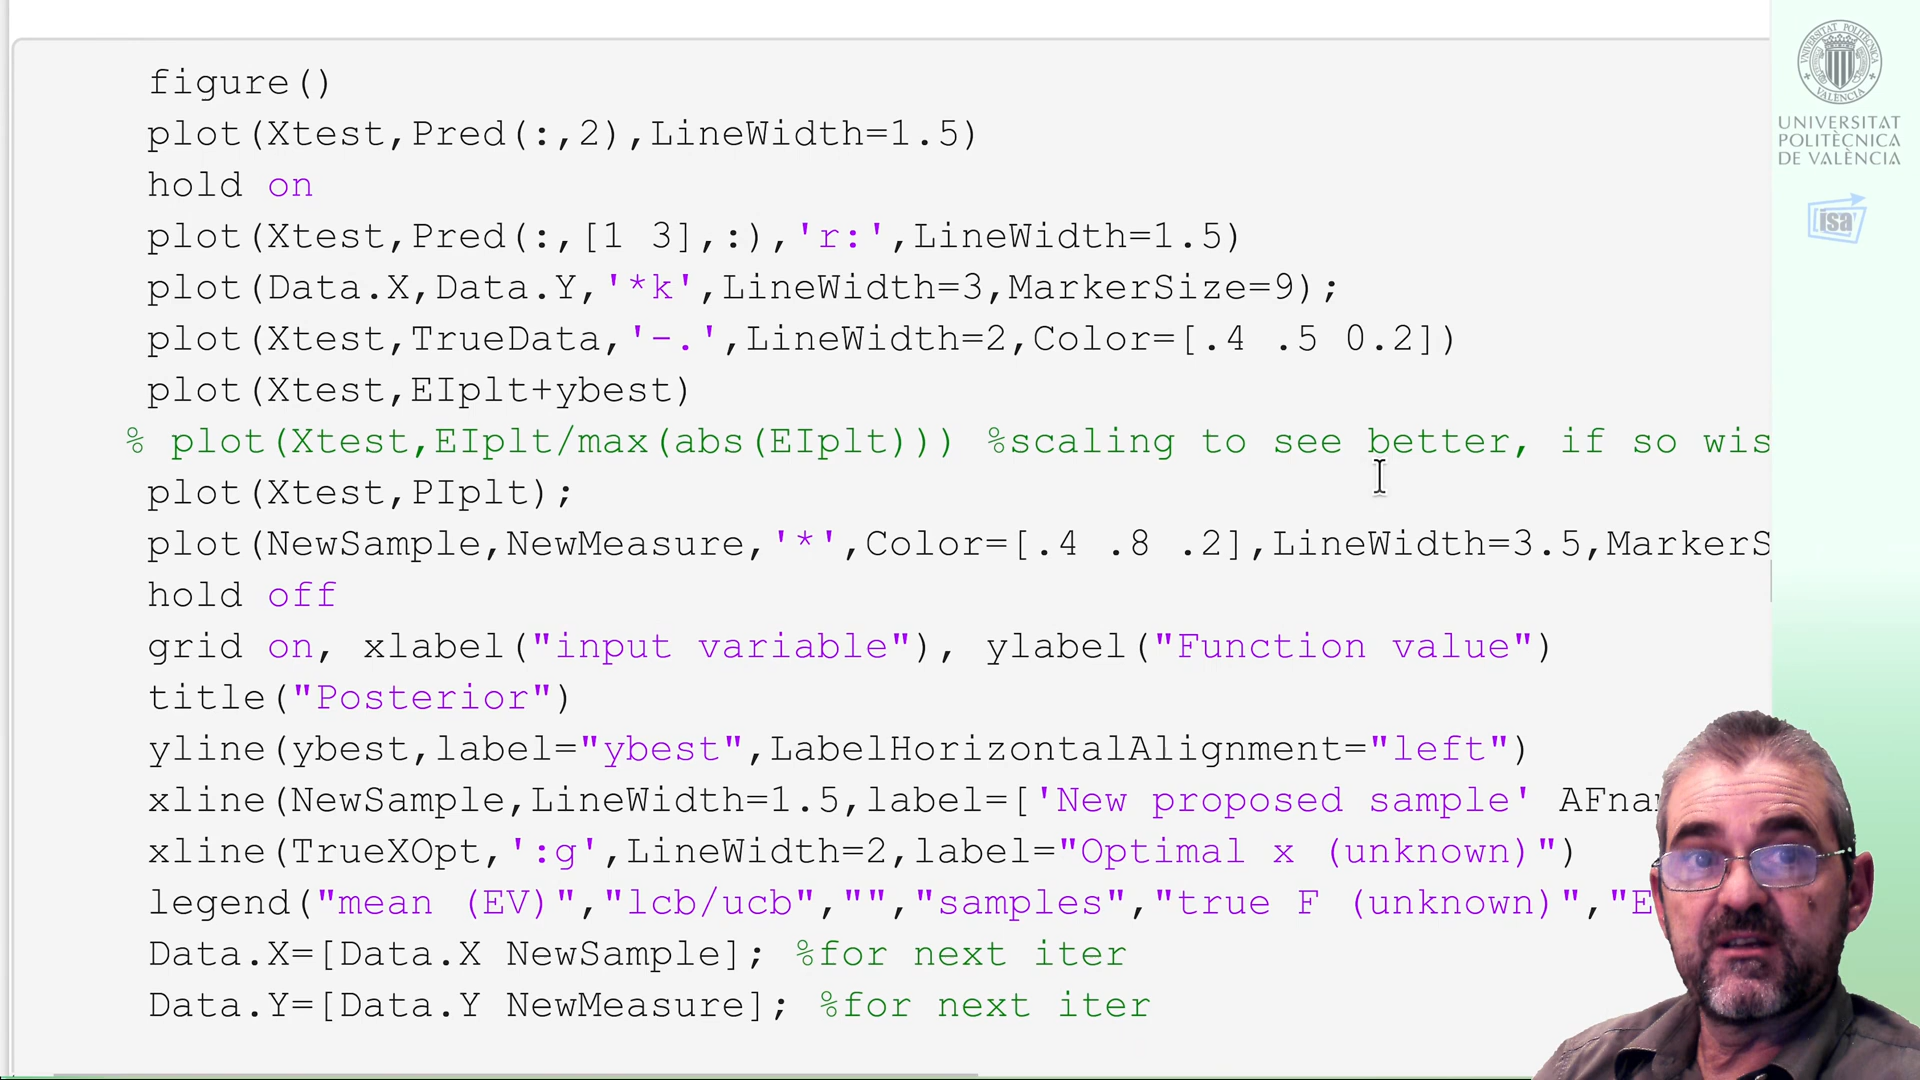 figure()
plot(Xtest,Pred(:,2),LineWidth=1.5)
hold on
plot(Xtest,Pred(:,[1 3],:),'r:',LineWidth=1.5)
plot(Data.X,Data.Y,'*k',LineWidth=3,MarkerSize=9);
plot(Xtest,TrueData,'-.',LineWidth=2,Color=[.4 .5 0.2])
plot(Xtest,EIplt+ybest)
% plot(Xtest,EIplt/max(abs(EIplt))) %scaling to see better, if so wis
plot(Xtest,PIplt);
plot(NewSample,NewMeasure,'*',Color=[.4 .8 .2],LineWidth=3.5,MarkerS
hold off
grid on, xlabel("input variable"), ylabel("Function value")
title("Posterior")
yline(ybest,label="ybest",LabelHorizontalAlignment="left")
xline(NewSample,LineWidth=1.5,label=['New proposed sample' AFna
xline(TrueXOpt,':g',LineWidth=2,label="Optimal x (unknown)")
legend("mean (EV)","lcb/ucb","","samples","true F (unknown)","E
Data.X=[Data.X NewSample]; %for next iter
Data.Y=[Data.Y NewMeasure]; %for next iter
UNIVERSITAT
POLITÈCNICA
DE VALÈNCIA
isa